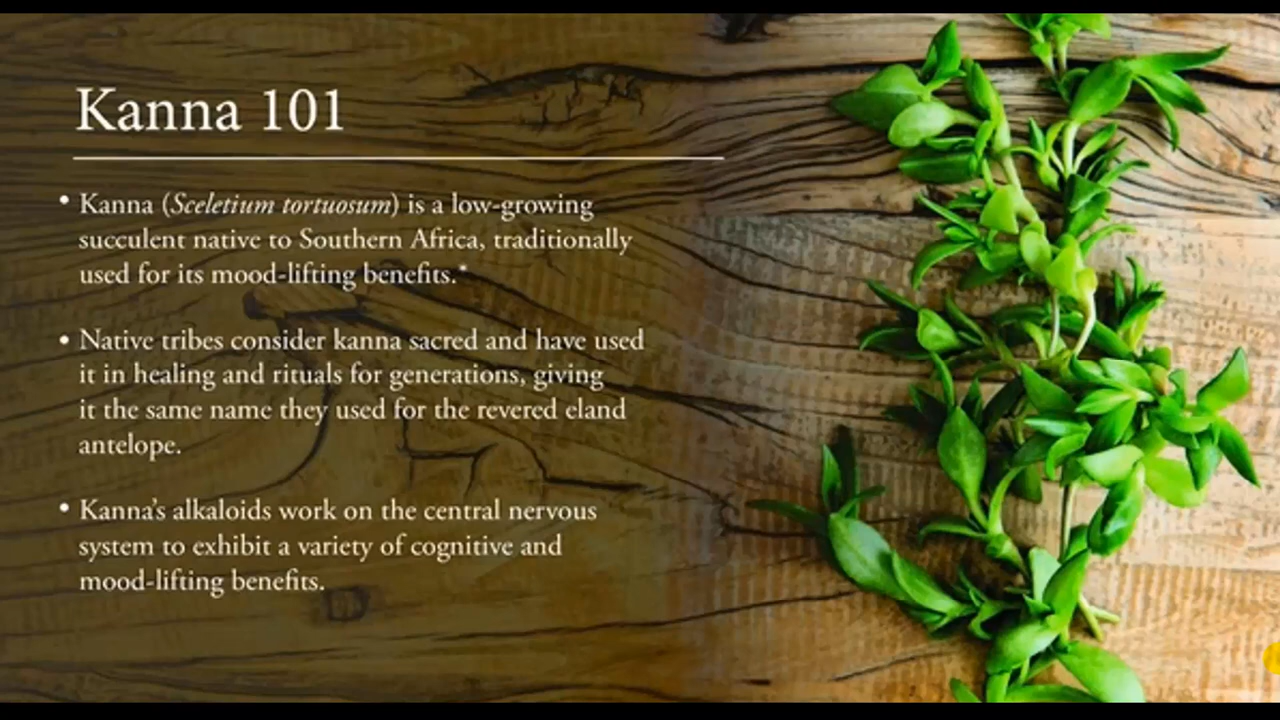 Kanna 101
• Kanna (Sceletium tortuosum) is a low-growing
succulent native to Southern Africa, traditionally
used for its mood-lifting benefits.*
• Native tribes consider kanna sacred and have used
it in healing and rituals for generations, giving
it the same name they used for the revered eland
antelope.
• Kanna’s alkaloids work on the central nervous
system to exhibit a variety of cognitive and
mood-lifting benefits.